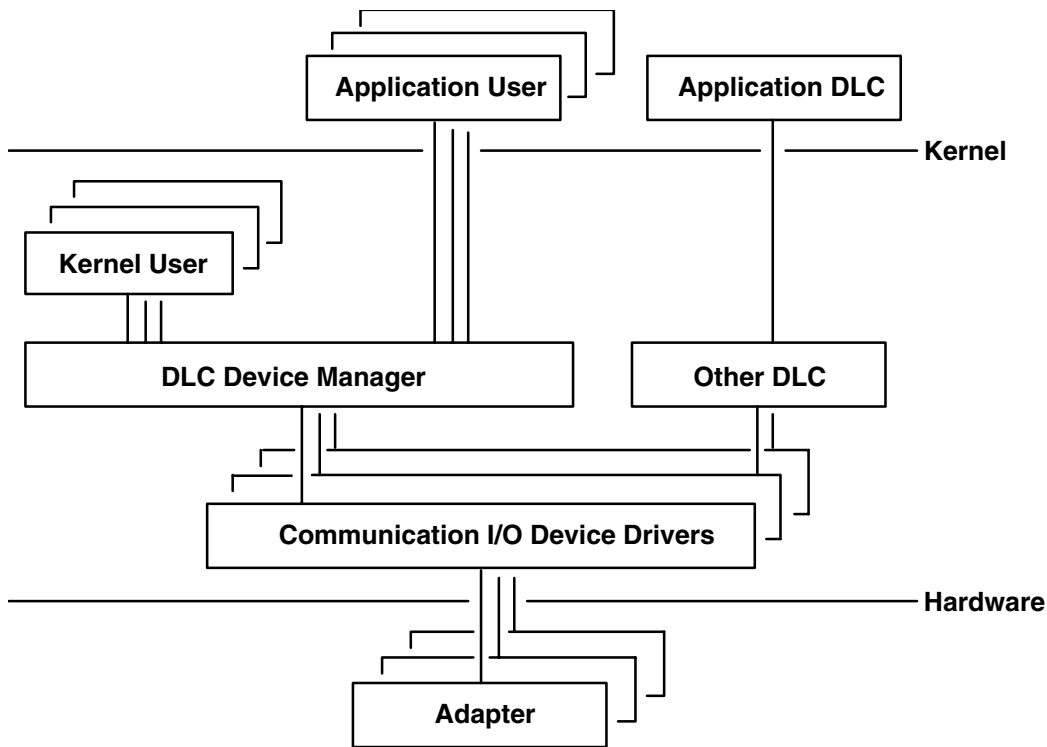 Application User
Application DLC
Kernel
Kernel User
DLC Device Manager
Other DLC
Communication I/O Device Drivers
Hardware
Adapter